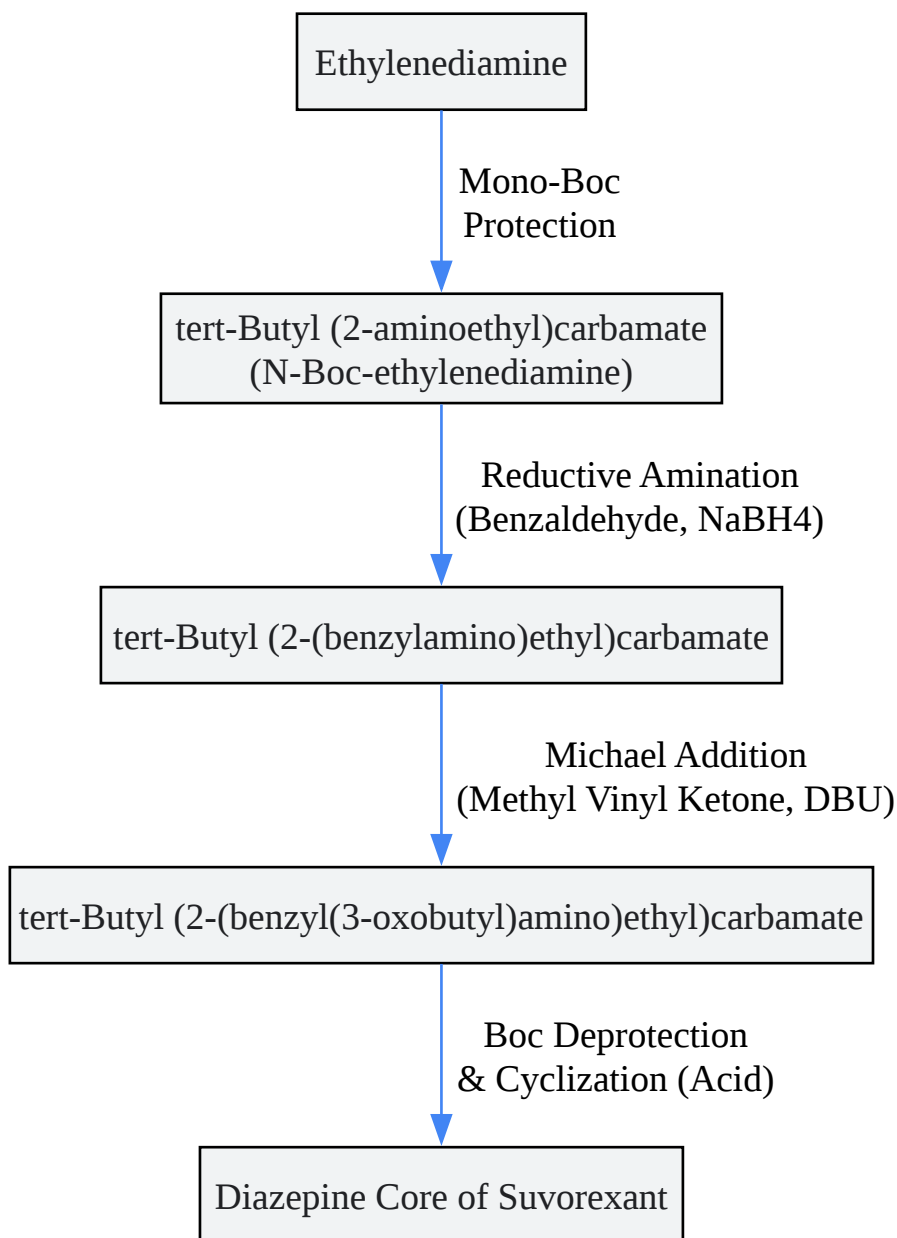 Ethylenediamine
Mono-Boc
Protection
tert-Butyl (2-aminoethyl)carbamate
(N-Boc-ethylenediamine)
Reductive Amination
(Benzaldehyde, NaBH4)
tert-Butyl (2-(benzylamino)ethyl)carbamate
Michael Addition
(Methyl Vinyl Ketone, DBU)
tert-Butyl (2-(benzyl(3-oxobutyl)amino)ethyl)carbamate
Boc Deprotection
& Cyclization (Acid)
Diazepine Core of Suvorexant